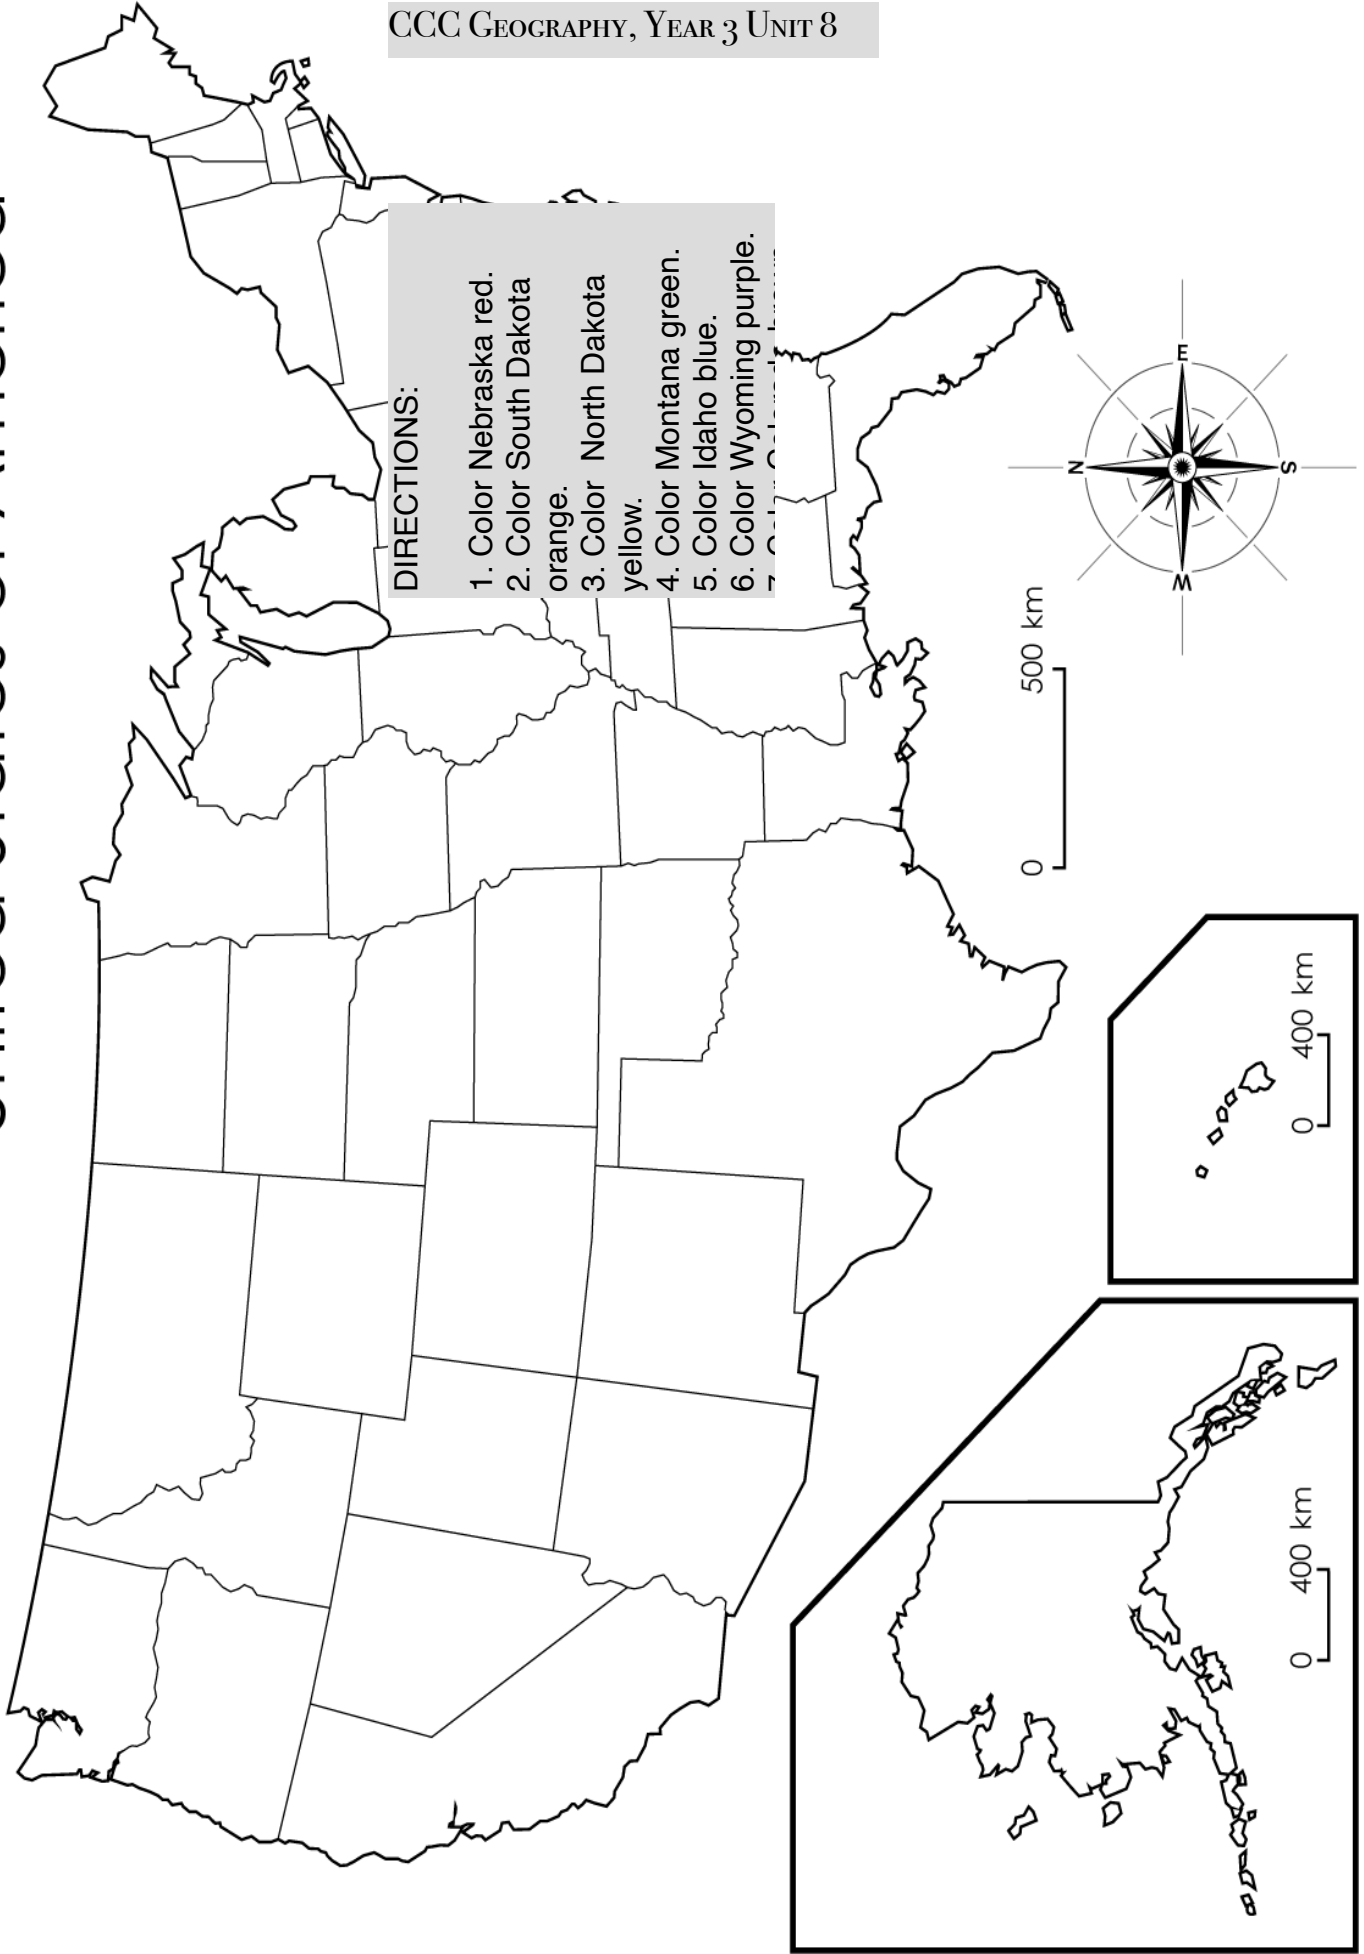 CCC Geography, Year 3 Unit 8
DIRECTIONS:
1. Color Nebraska red.
2. Color South Dakota
orange.
3. Color North Dakota
yellow.
4. Color Montana green.
5. Color Idaho blue.
6. Color Wyoming purple.
N
E
S
W
0 500 km
0 400 km
0 400 km